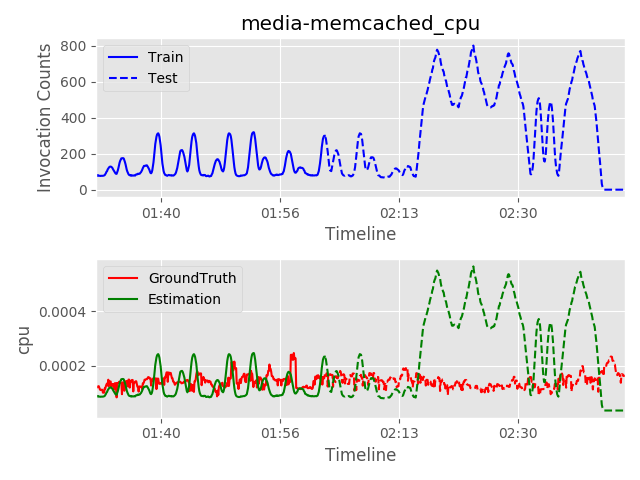 media-memcached_cpu
Invocation Counts
800
600
400
200
0
Train
Test
01:40
01:56
02:13
02:30
Timeline
cpu
0.0004
0.0002
GroundTruth
Estimation
01:40
01:56
02:13
02:30
Timeline